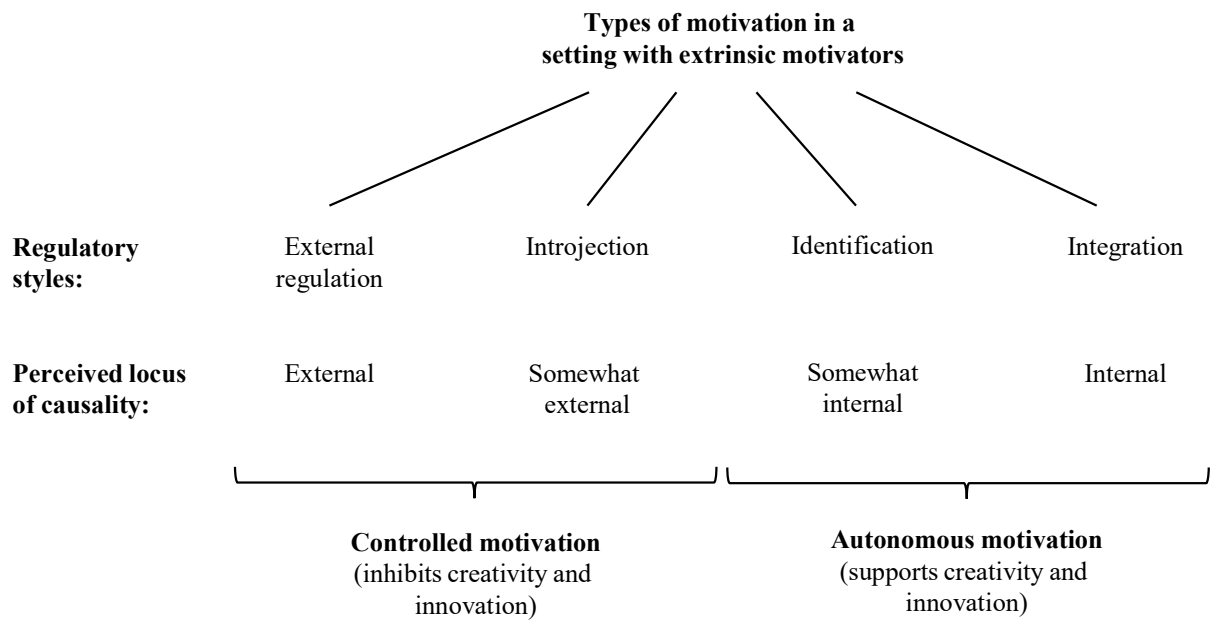 Types of motivation in a
setting with extrinsic motivators
Regulatory
styles:
External
regulation
Introjection
Identification
Integration
Perceived locus
of causality:
External
Somewhat
external
Somewhat
internal
Internal
Controlled motivation
(inhibits creativity and
innovation)
Autonomous motivation
(supports creativity and
innovation)